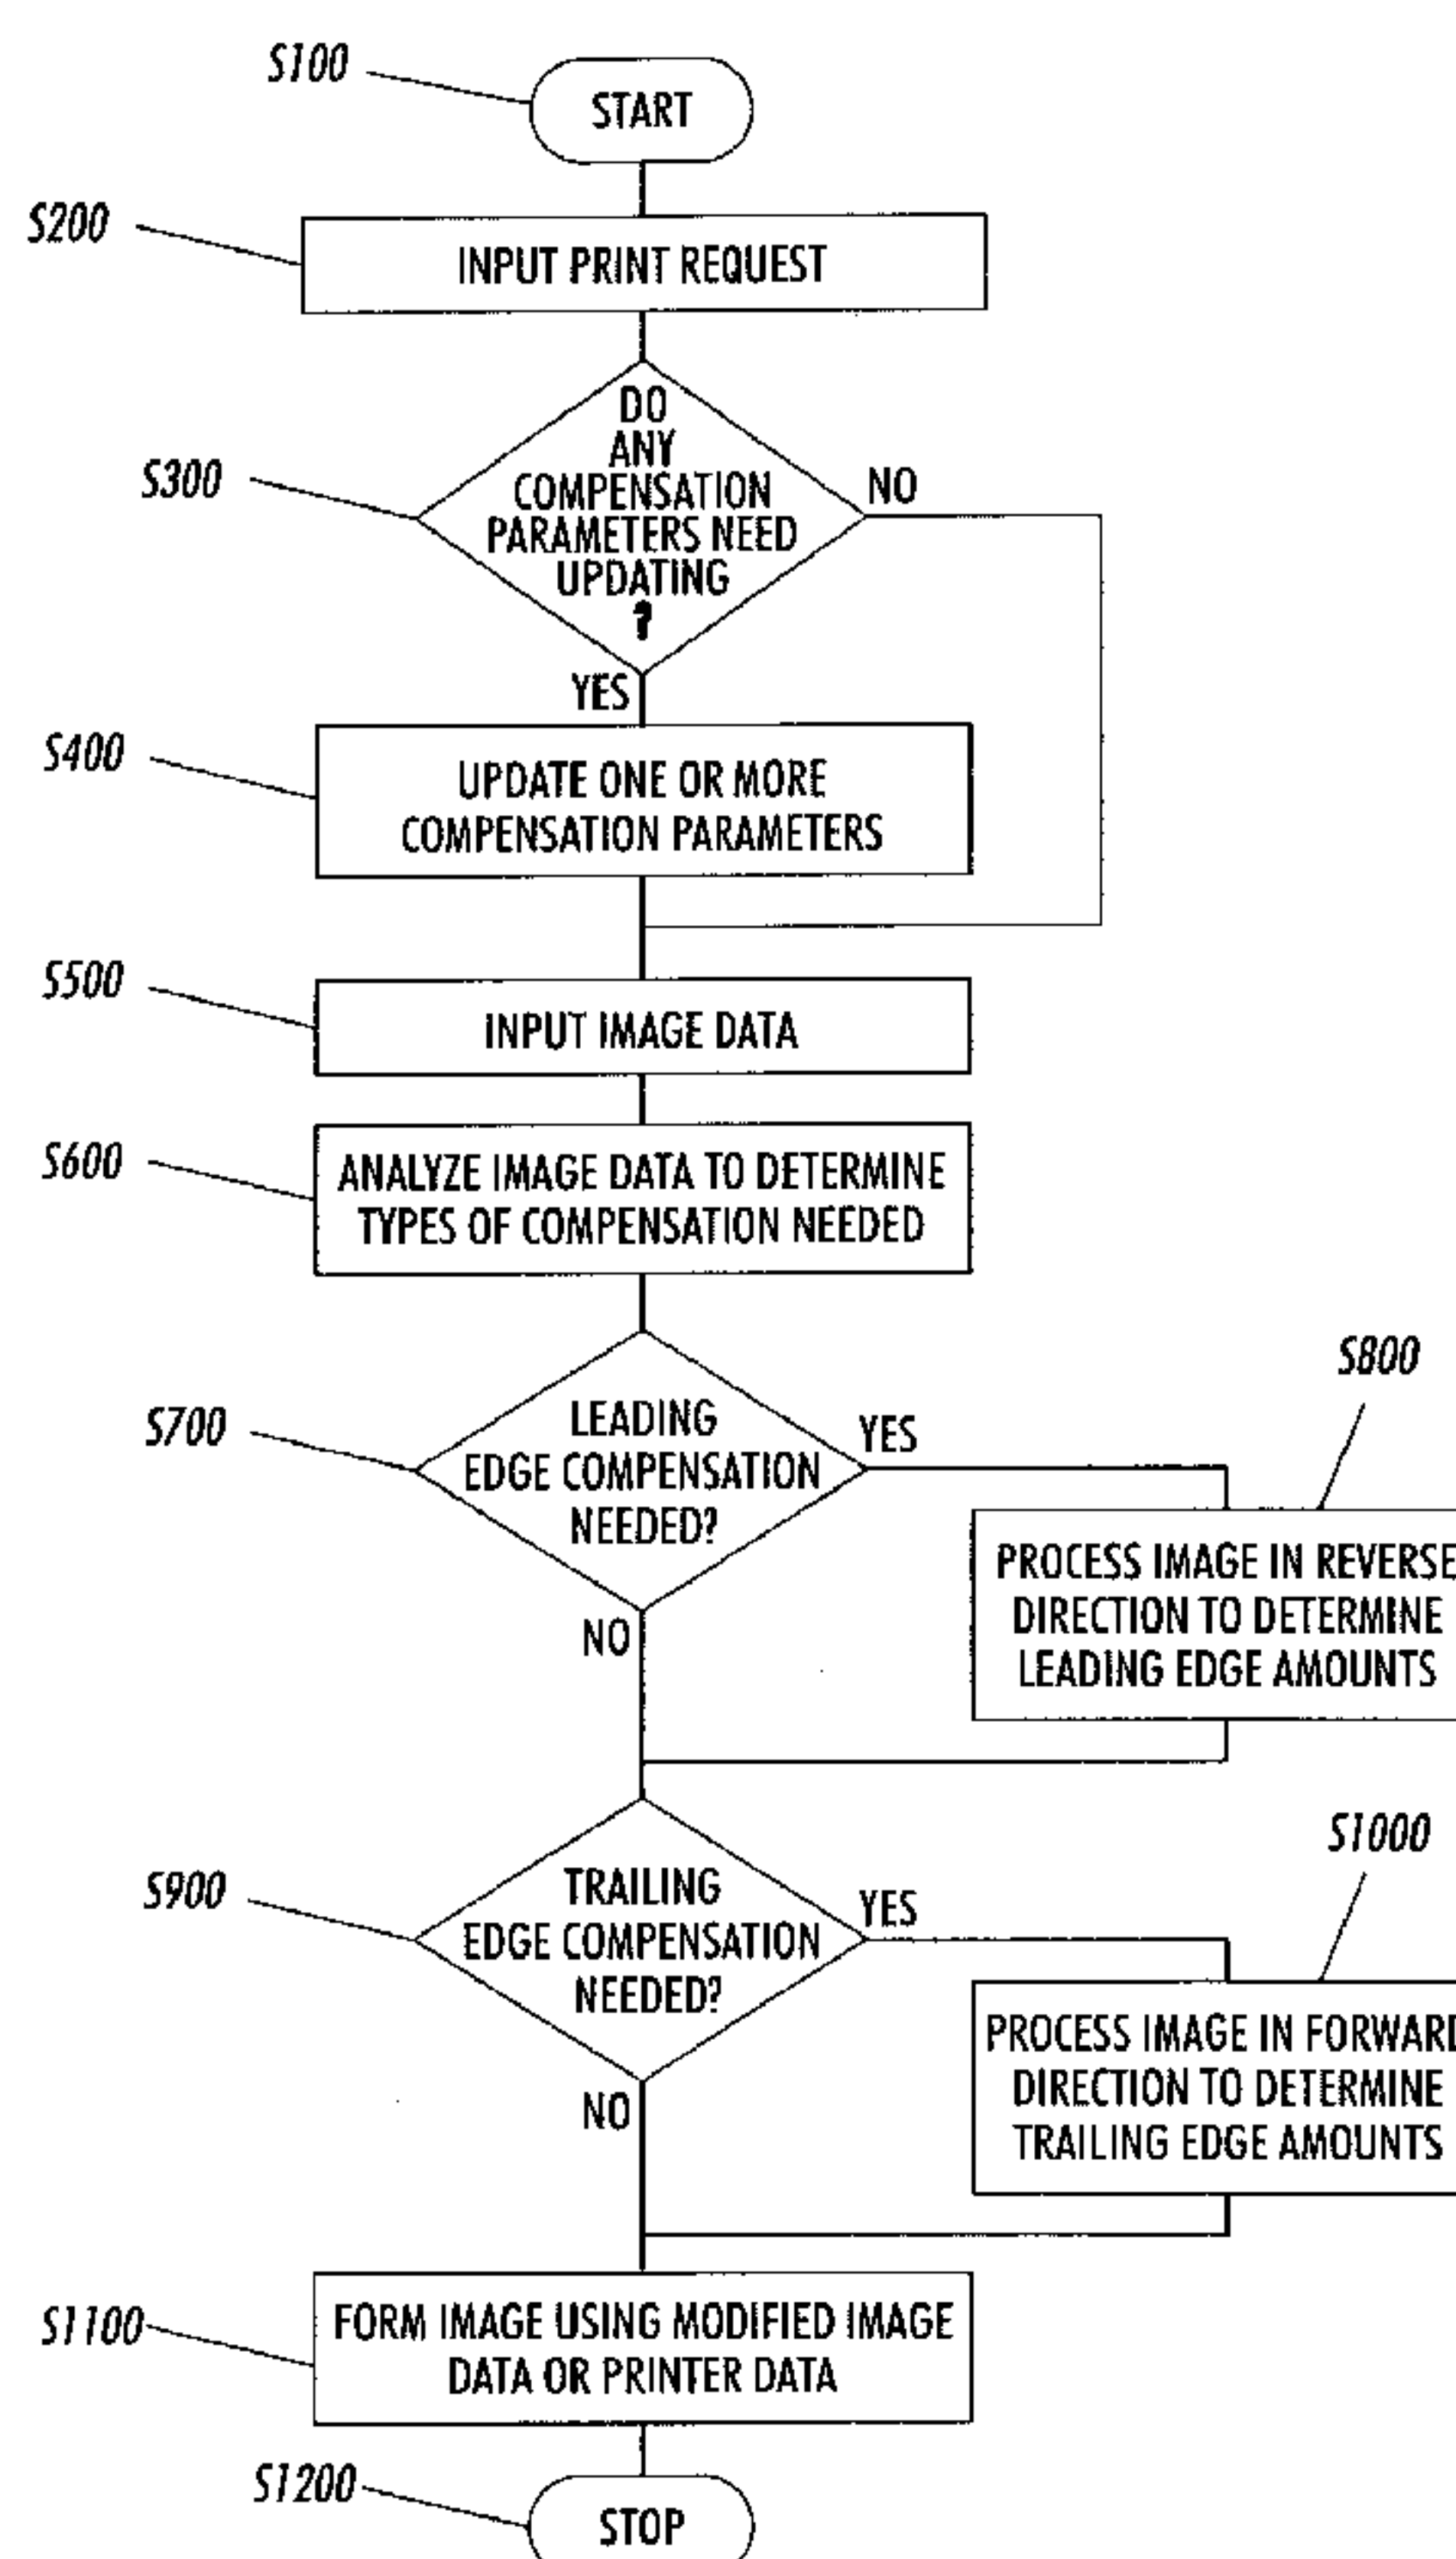 S100
START
S200
INPUT PRINT REQUEST
S300
DO
ANY
COMPENSATION
PARAMETERS NEED
UPDATING
?
NO
YES
S400
UPDATE ONE OR MORE
COMPENSATION PARAMETERS
S500
INPUT IMAGE DATA
S600
ANALYZE IMAGE DATA TO DETERMINE
TYPES OF COMPENSATION NEEDED
S700
LEADING
EDGE COMPENSATION
NEEDED?
YES
NO
S800
PROCESS IMAGE IN REVERSE
DIRECTION TO DETERMINE
LEADING EDGE AMOUNTS
S900
TRAILING
EDGE COMPENSATION
NEEDED?
YES
NO
S1000
PROCESS IMAGE IN FORWARD
DIRECTION TO DETERMINE
TRAILING EDGE AMOUNTS
S1100
FORM IMAGE USING MODIFIED IMAGE
DATA OR PRINTER DATA
S1200
STOP